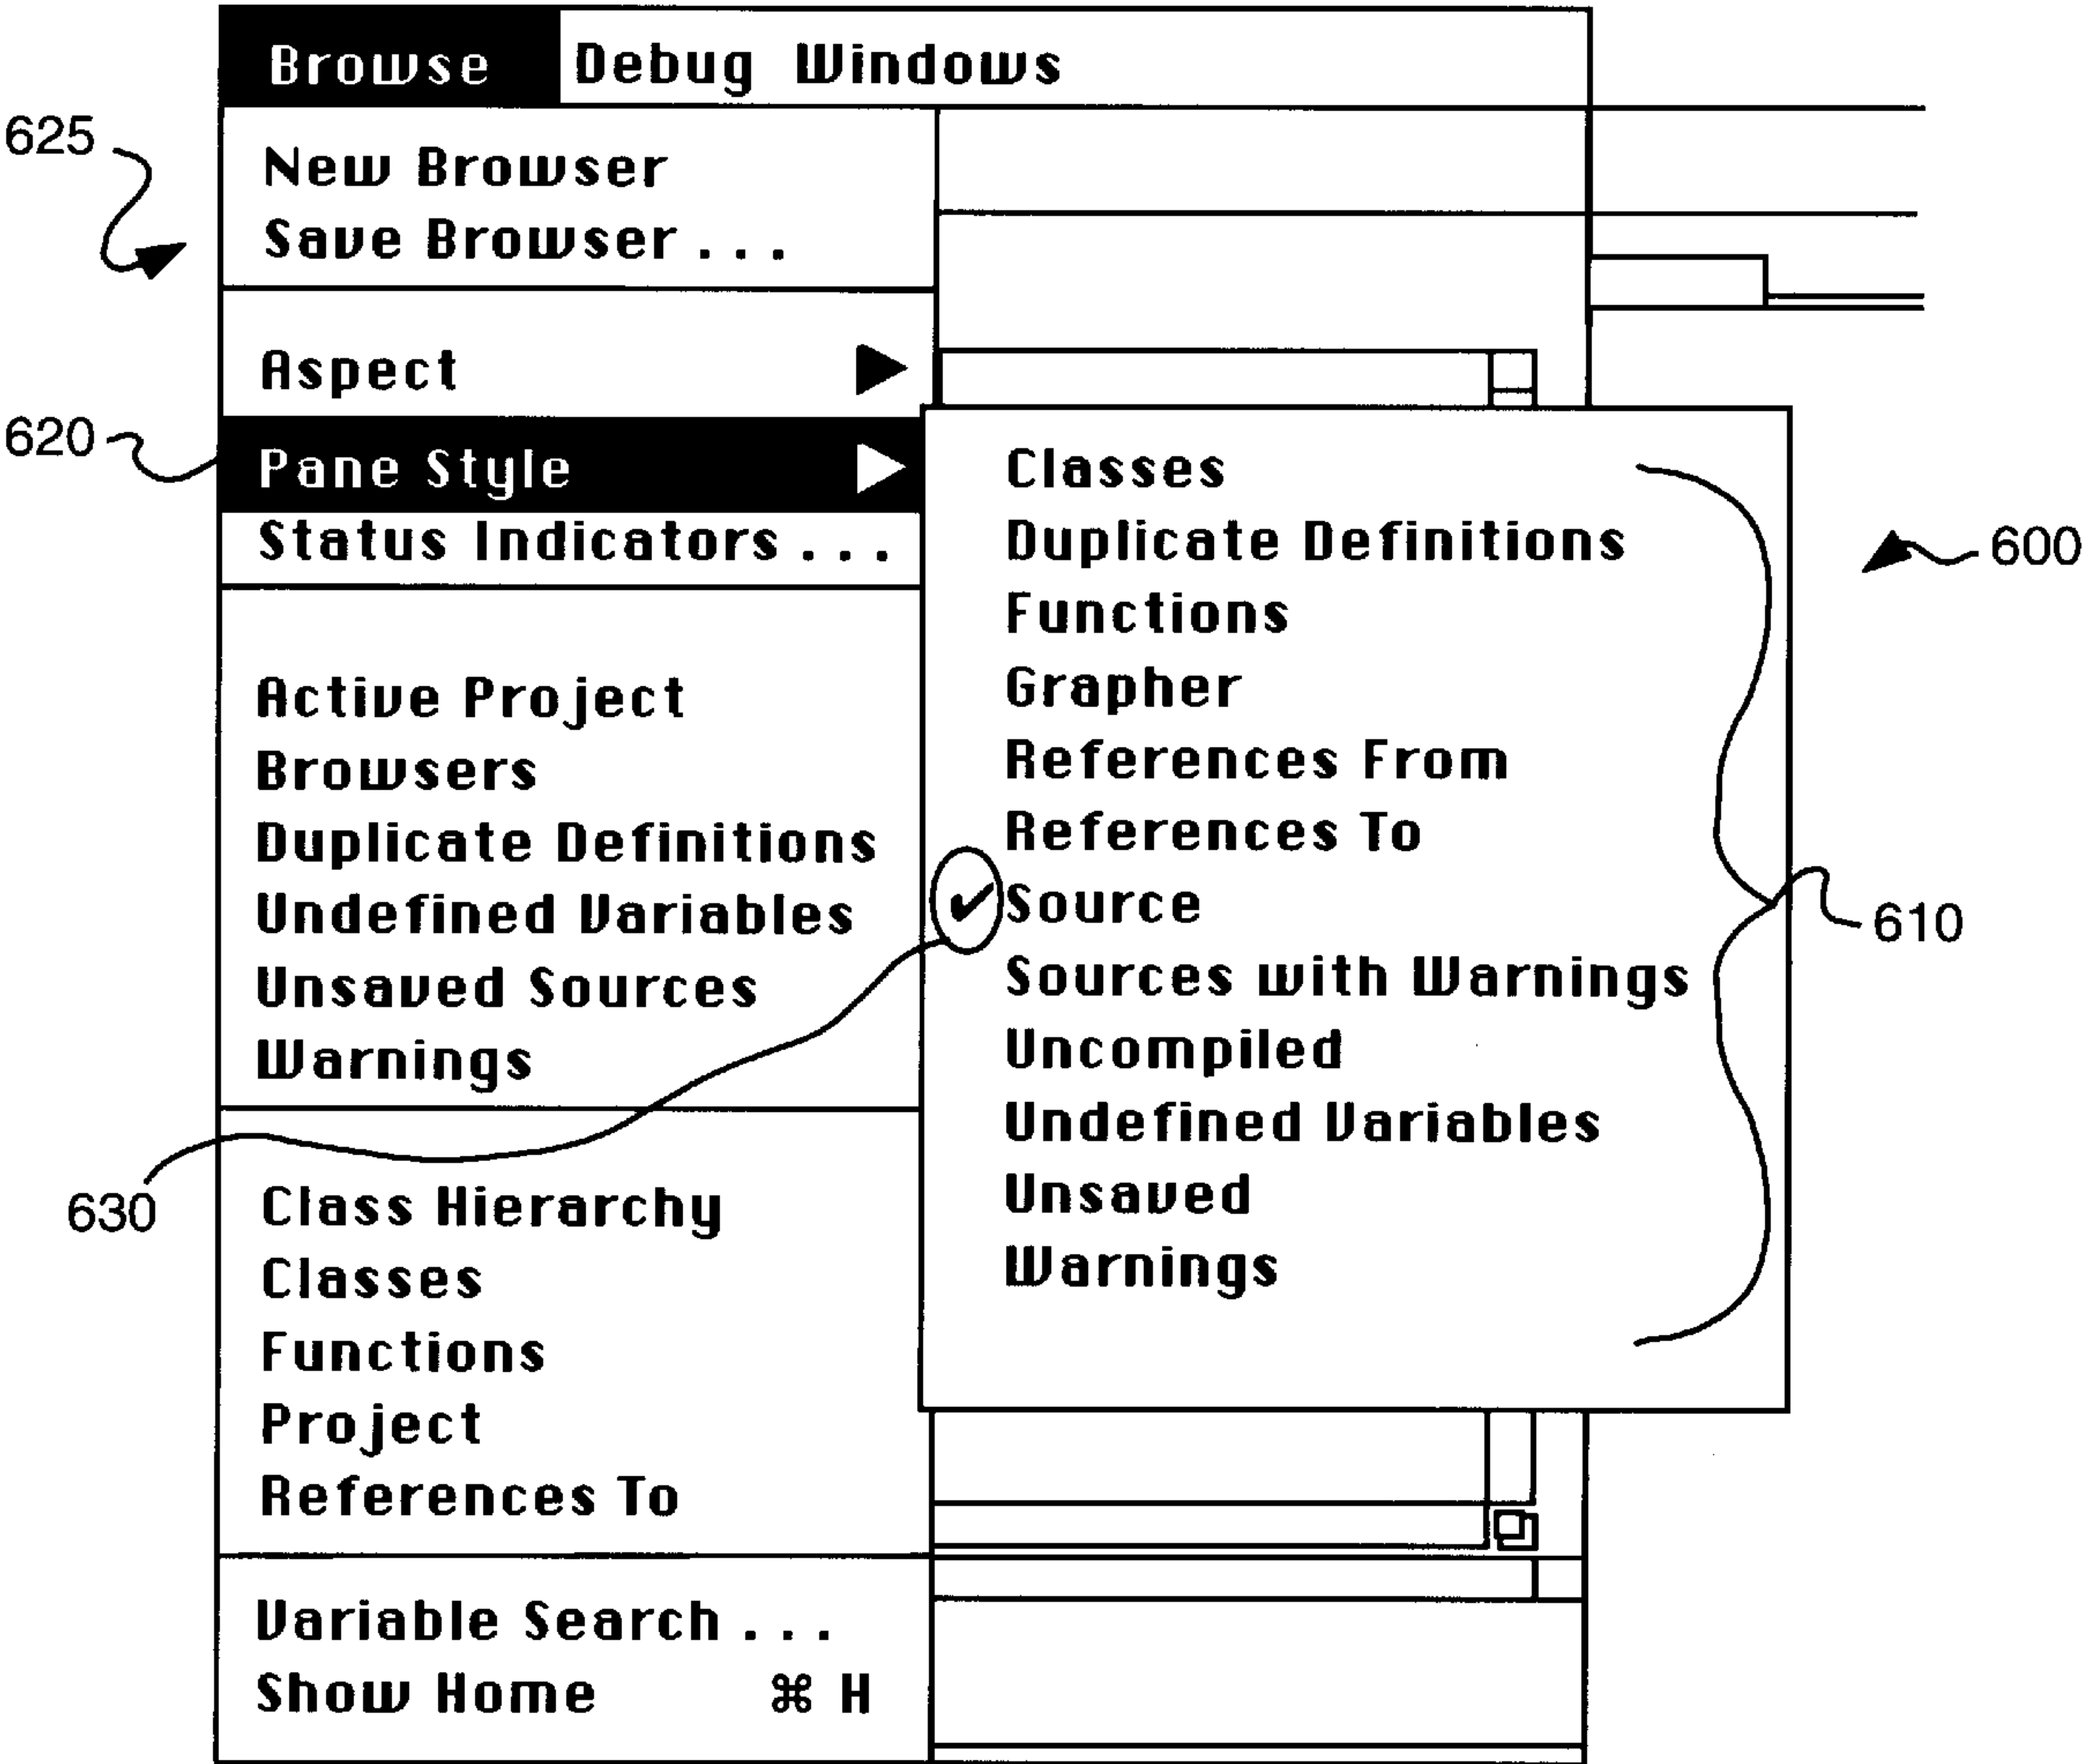 Browse Debug Windows
625
New Browser
Save Browser . . .
Aspect
620
Pane Style
Status Indicators . . .
Active Project
Browsers
Duplicate Definitions
Undefined Variables
Unsaved Sources
Warnings
630
Class Hierarchy
Classes
Functions
Project
References To
Variable Search . . .
Show Home ⌘ H
Classes
Duplicate Definitions
600
Functions
Grapher
References From
References To
✓ Source
610
Sources with Warnings
Uncompiled
Undefined Variables
Unsaved
Warnings